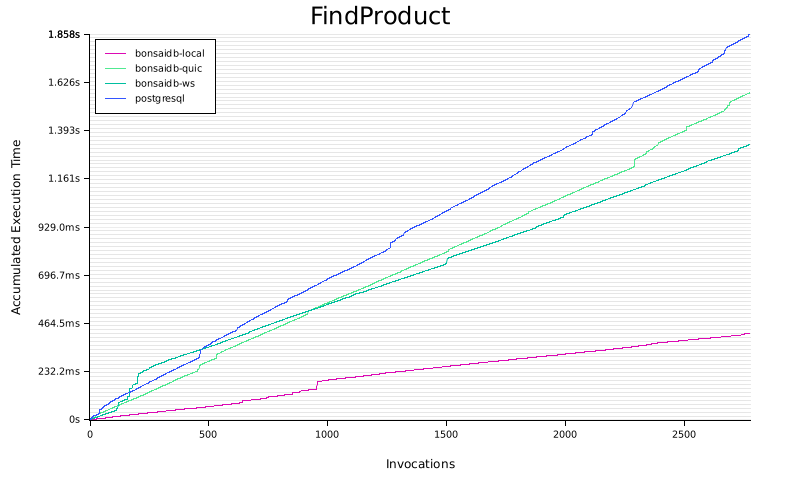 FindProduct
1.858s
1.626s
1.393s
1.161s
929.0ms
696.7ms
464.5ms
232.2ms
0s
bonsaidb-local
bonsaidb-quic
bonsaidb-ws
postgresql
Accumulated Execution Time
0 500 1000 1500 2000 2500
Invocations